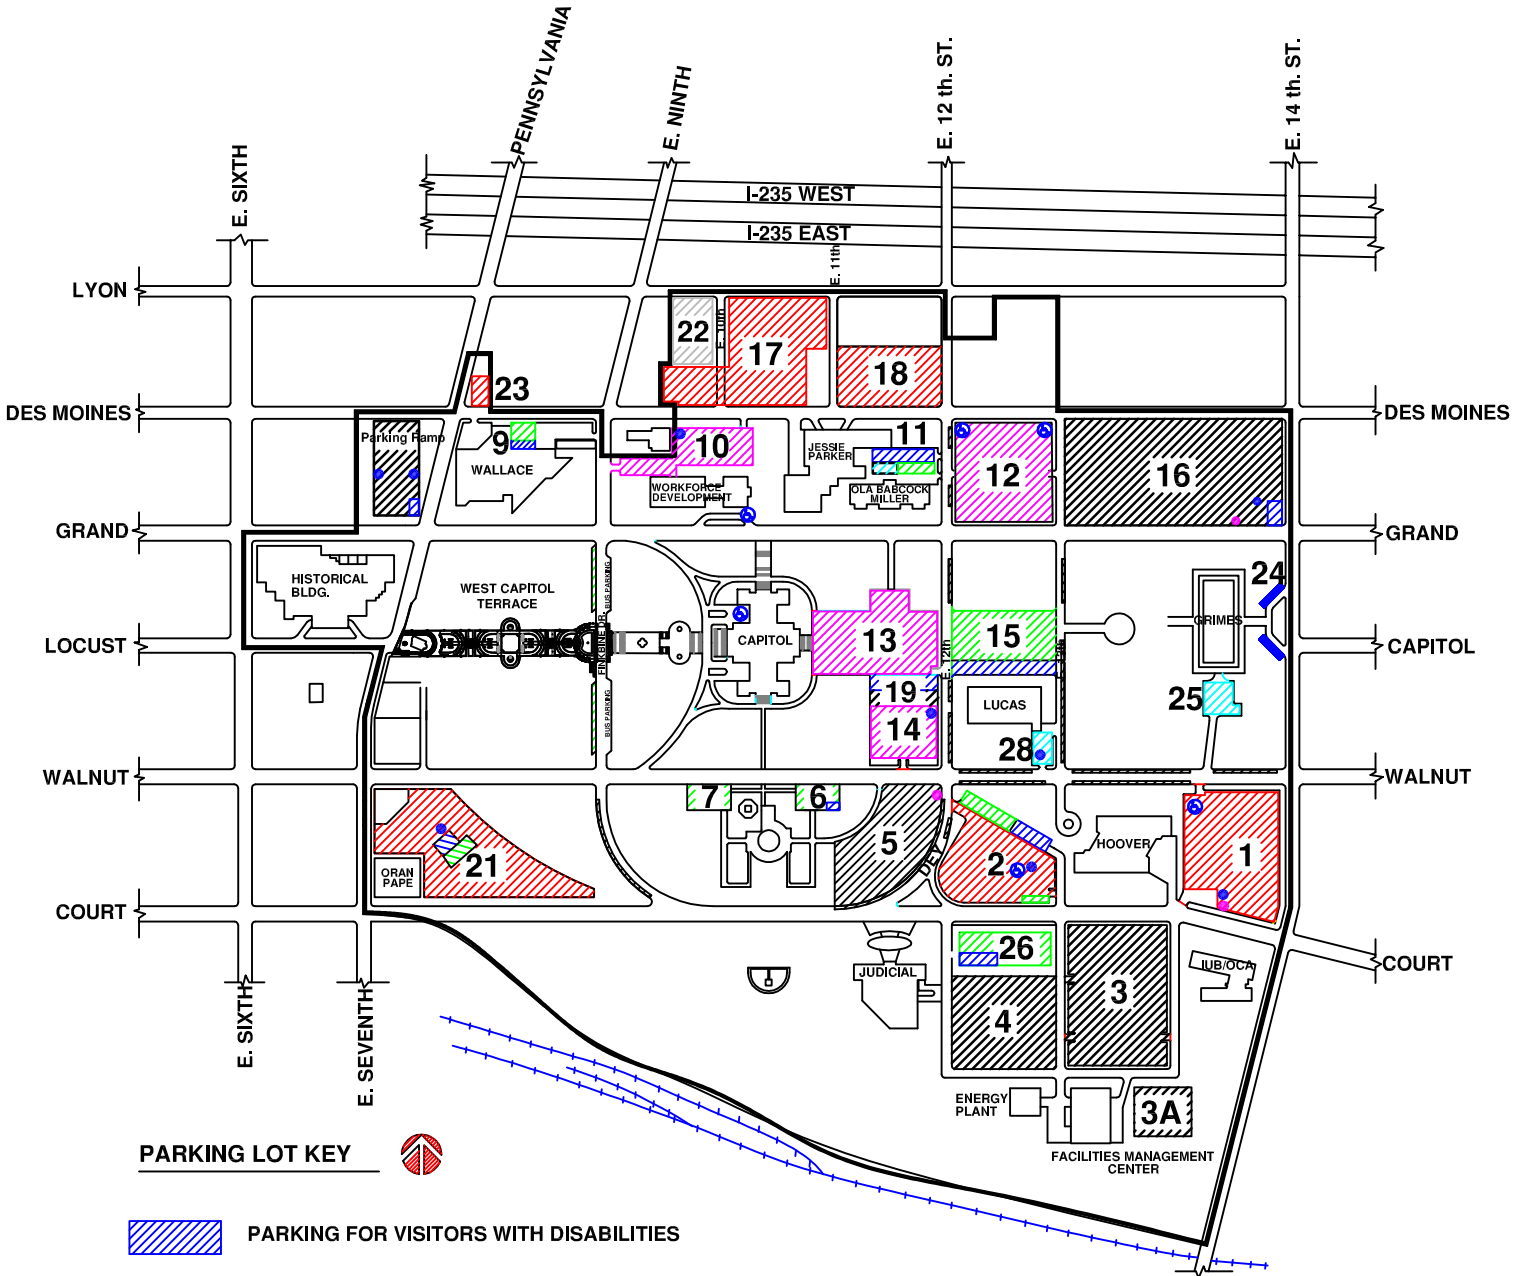 PENNSYLVANIA
E. NINTH
E. 12 th. ST.
E. 14 th. ST.
E. SIXTH
I-235 WEST
I-235 EAST
E. 11th
LYON
22
E. 10th
17
18
23
DES MOINES
DES MOINES
Parking Ramp
9
WALLACE
10
JESSIE
PARKER
11
12
16
WORKFORCE
DEVELOPMENT
OLA BABCOCK
MILLER
GRAND
GRAND
HISTORICAL
BLDG.
WEST CAPITOL
TERRACE
BUS PARKING
FINKBINE DR.
24
GRIMES
LOCUST
CAPITOL
13
15
CAPITOL
E. 12th
13th
BUS PARKING
19
LUCAS
25
14
28
WALNUT
WALNUT
7
6
5
DEY
2
HOOVER
1
21
ORAN
PAPE
COURT
26
JUDICIAL
IUB/OCA
COURT
3
4
E. SIXTH
E. SEVENTH
ENERGY
PLANT
3A
FACILITIES MANAGEMENT
CENTER
PARKING LOT KEY
PARKING FOR VISITORS WITH DISABILITIES